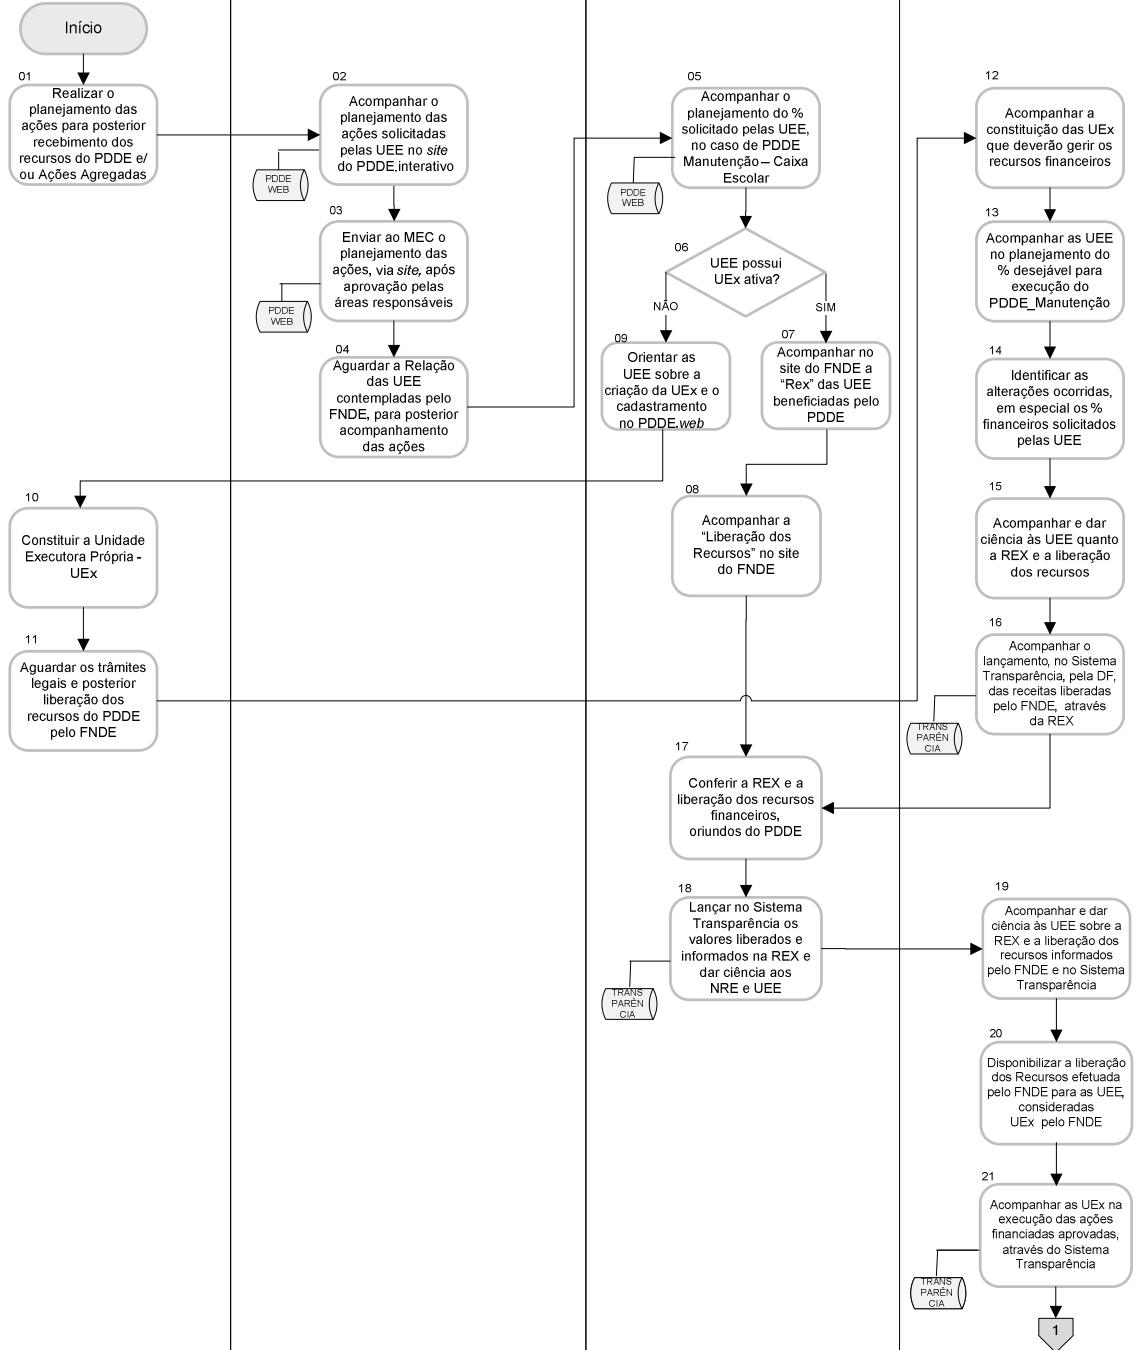 Início
01
Realizar o
planejamento das
ações para posterior
recebimento dos
recursos do PDDE e/
ou Ações Agregadas
02
Acompanhar o
planejamento das
ações solicitadas
pelas UEE no site
do PDDE.interativo
PDDE
WEB
03
Enviar ao MEC o
planejamento das
ações, via site, após
aprovação pelas
áreas responsáveis
PDDE
WEB
04
Aguardar a Relação
das UEE
contempladas pelo
FNDE, para posterior
acompanhamento
das ações
05
Acompanhar o
planejamento do %
solicitado pelas UEE,
no caso de PDDE
Manutenção – Caixa
Escolar
PDDE
WEB
06
UEE possui
UEx ativa?
NÃO
SIM
09
Orientar as
UEE sobre a
criação da UEx e o
cadastramento
no PDDE.web
07
Acompanhar no
site do FNDE a
“Rex” das UEE
beneficiadas pelo
PDDE
08
Acompanhar a
“Liberação dos
Recursos” no site
do FNDE
10
Constituir a Unidade
Executora Própria -
UEx
11
Aguardar os trâmites
legais e posterior
liberação dos
recursos do PDDE
pelo FNDE
12
Acompanhar a
constituição das UEx
que deverão gerir os
recursos financeiros
13
Acompanhar as UEE
no planejamento do
% desejável para
execução do
PDDE_Manutenção
14
Identificar as
alterações ocorridas,
em especial os %
financeiros solicitados
pelas UEE
15
Acompanhar e dar
ciência às UEE quanto
a REX e a liberação
dos recursos
16
Acompanhar o
lançamento, no Sistema
Transparência, pela DF,
das receitas liberadas
pelo FNDE, através
da REX
TRANS
PARÊN
CIA
17
Conferir a REX e a
liberação dos recursos
financeiros,
oriundos do PDDE
18
Lançar no Sistema
Transparência os
valores liberados e
informados na REX e
dar ciência aos
NRE e UEE
TRANS
PARÊN
CIA
19
Acompanhar e dar
ciência às UEE sobre a
REX e a liberação dos
recursos informados
pelo FNDE e no Sistema
Transparência
20
Disponibilizar a liberação
dos Recursos efetuada
pelo FNDE para as UEE,
consideradas
UEx pelo FNDE
21
Acompanhar as UEx na
execução das ações
financiadas aprovadas,
através do Sistema
Transparência
TRANS
PARÊN
CIA
1